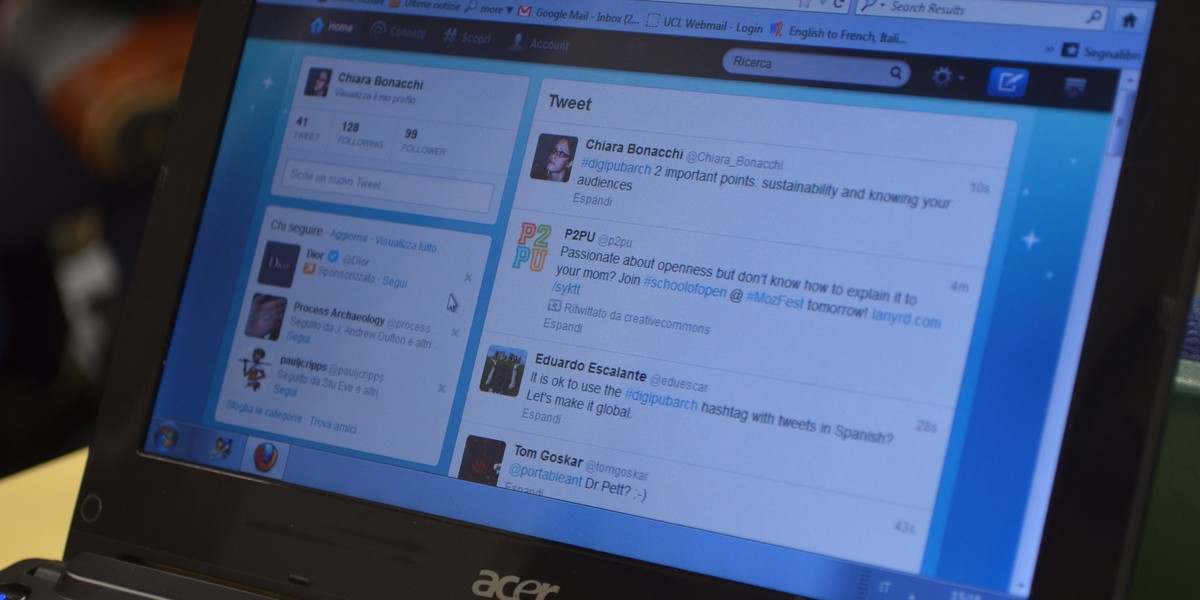 Ultime notizie
more
Google Mail - Inbox (2...
UCL Webmail - Login
English to French, Itali...
Search Results
Segnalibri
Home
Connetti
Scopri
Account
Ricerca
Chiara Bonacchi
Visualizza il mio profilo
41
TWEET
128
FOLLOWING
99
FOLLOWER
Scrivi un nuovo Tweet
Chi seguire · Aggiorna · Visualizza tutto
Dior @Dior
Sponsorizzato · Segui
Process Archaeology @process
Seguito da J. Andrew Dufton e altri
Segui
pauljcripps @pauljcripps
Seguito da Stu Eve e altri
Segui
Sfoglia le categorie · Trova amici
Tweet
Chiara Bonacchi @Chiara_Bonacchi
10s
#digipubarch 2 important points: sustainability and knowing your
audiences
Espandi
P2PU
P2PU @p2pu
4m
Passionate about openness but don't know how to explain it to
your mom? Join #schoolofopen @ #MozFest tomorrow! lanyrd.com
/syktt
Ritwittato da creativecommons
Espandi
Eduardo Escalante @eduescar
28s
It is ok to use the #digipubarch hashtag with tweets in Spanish?
Let's make it global.
Espandi
Tom Goskar @tomgoskar
43s
@portableant Dr Pett? ;-)
Espandi
IT
acer